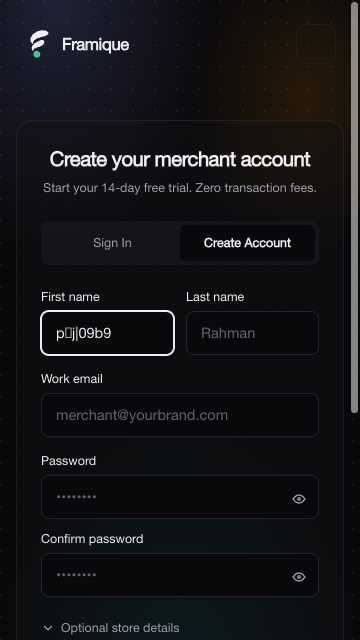 Framique
Create your merchant account
Start your 14-day free trial. Zero transaction fees.
Sign In
Create Account
First name
Last name
Rahman
Work email
merchant@yourbrand.com
Password
Confirm password
Optional store details